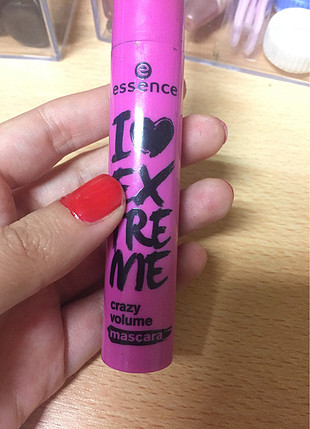 essence
I ♥
EX
TRE
ME
crazy
volume
mascara